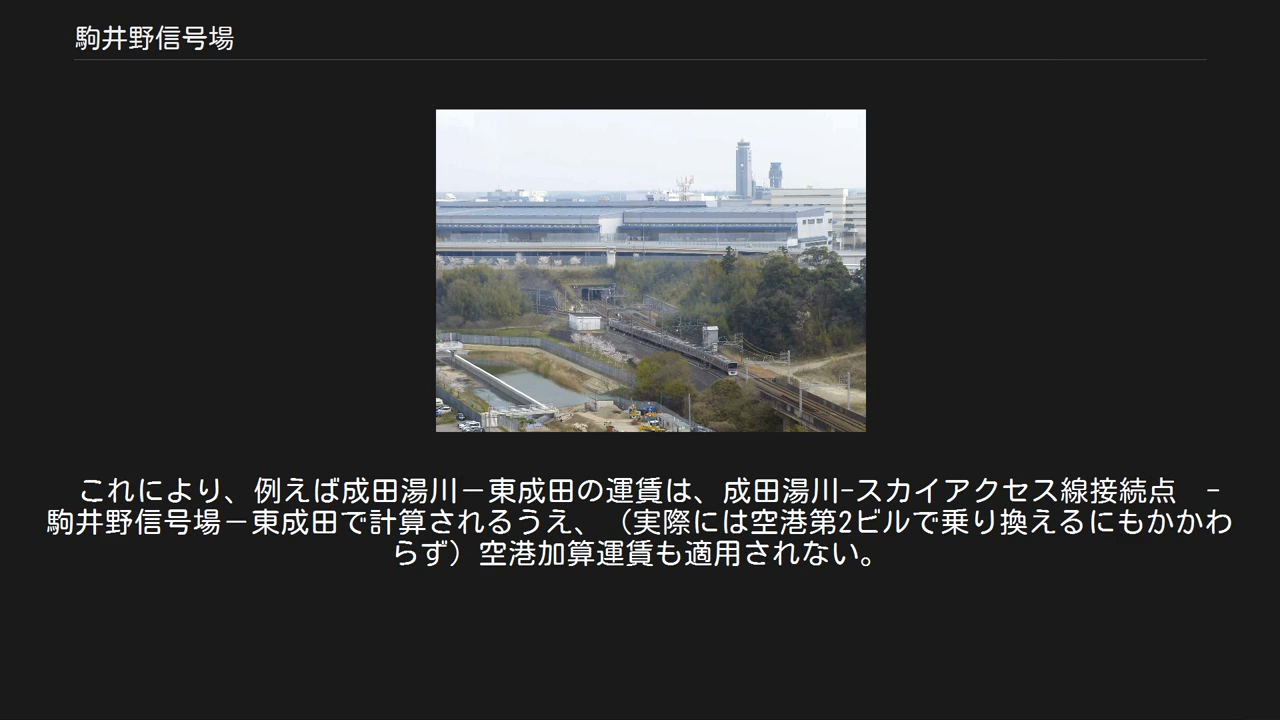 駒井野信号場
これにより、例えば成田湯川－東成田の運賃は、成田湯川-スカイアクセス線接続点　-
駒井野信号場－東成田で計算されるうえ、（実際には空港第2ビルで乗り換えるにもかかわ
らず）空港加算運賃も適用されない。